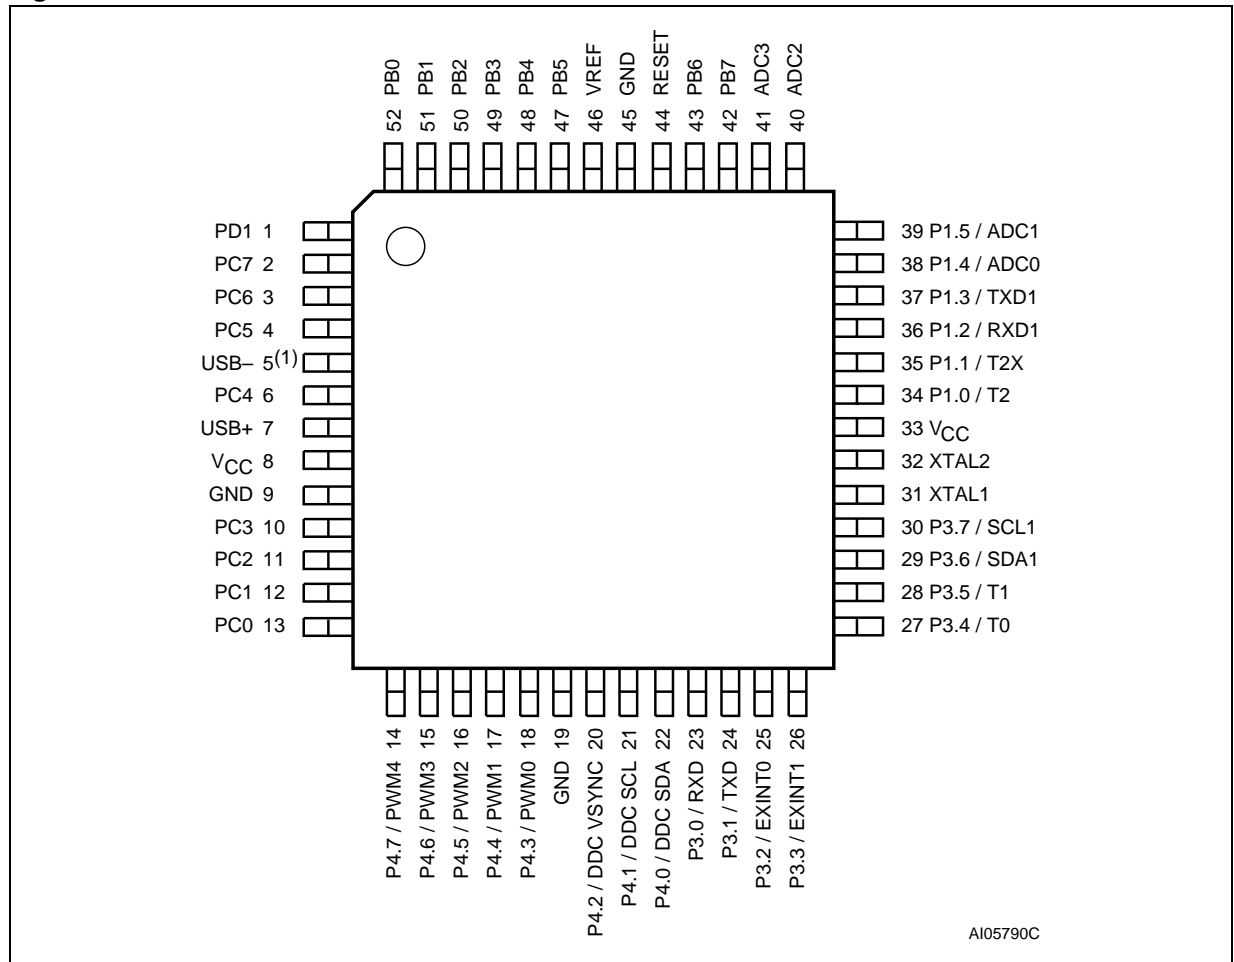 52 PB0
51 PB1
50 PB2
49 PB3
48 PB4
47 PB5
46 VREF
45 GND
44 RESET
43 PB6
42 PB7
41 ADC3
40 ADC2
PD1 1
PC7 2
PC6 3
PC5 4
USB– 5(1)
PC4 6
USB+ 7
VCC 8
GND 9
PC3 10
PC2 11
PC1 12
PC0 13
39 P1.5 / ADC1
38 P1.4 / ADC0
37 P1.3 / TXD1
36 P1.2 / RXD1
35 P1.1 / T2X
34 P1.0 / T2
33 VCC
32 XTAL2
31 XTAL1
30 P3.7 / SCL1
29 P3.6 / SDA1
28 P3.5 / T1
27 P3.4 / T0
P4.7 / PWM4 14
P4.6 / PWM3 15
P4.5 / PWM2 16
P4.4 / PWM1 17
P4.3 / PWM0 18
GND 19
P4.2 / DDC VSYNC 20
P4.1 / DDC SCL 21
P4.0 / DDC SDA 22
P3.0 / RXD 23
P3.1 / TXD 24
P3.2 / EXINT0 25
P3.3 / EXINT1 26
AI05790C